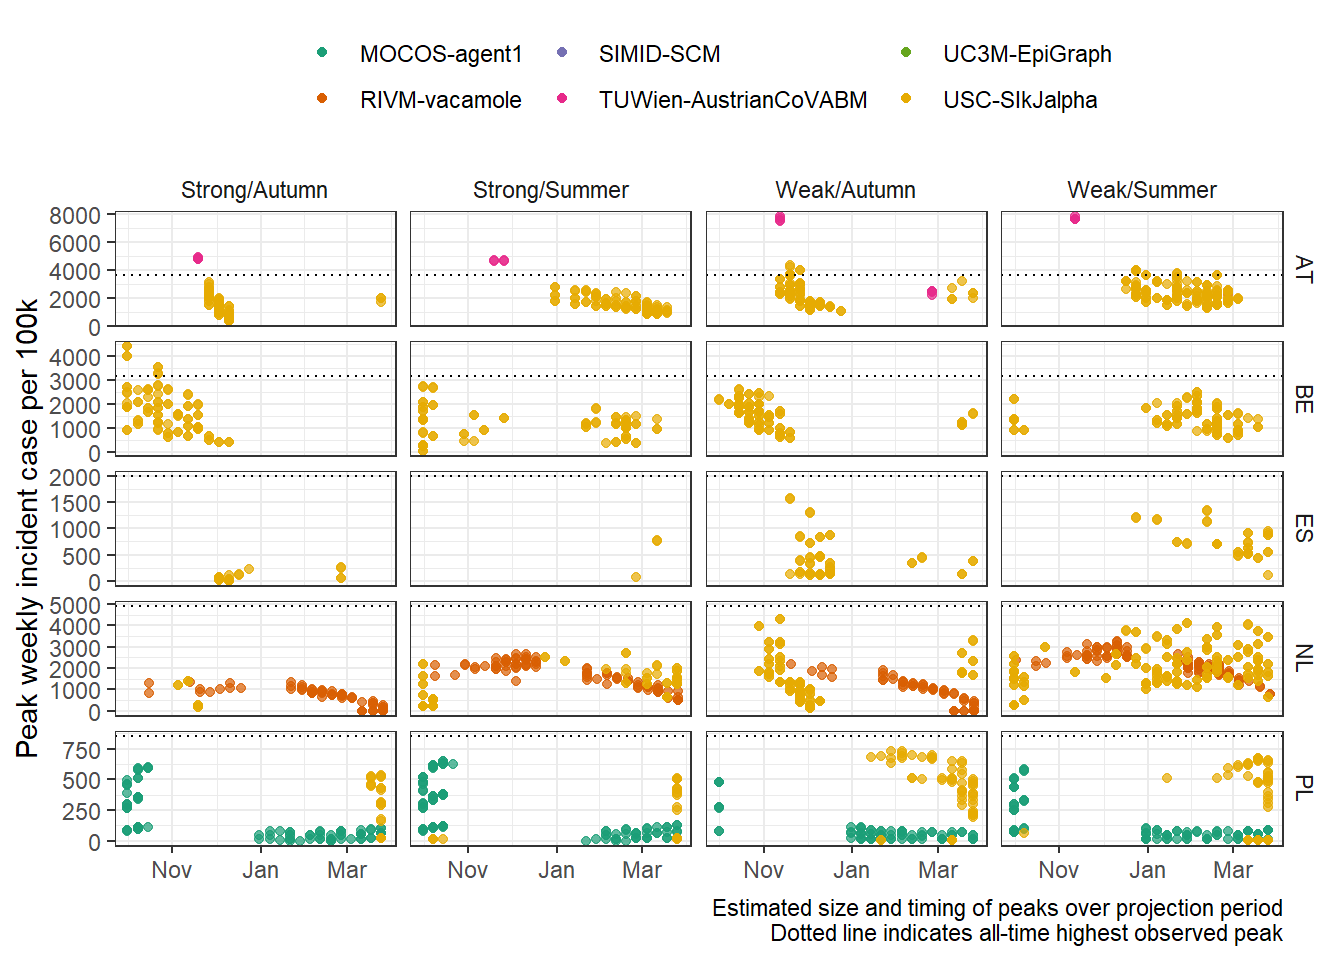 MOCOS-agent1 SIMID-SCM UC3M-EpiGraph
RIVM-vacamole TUWien-AustrianCoVABM USC-SIkJalpha
Strong/Autumn Strong/Summer Weak/Autumn Weak/Summer
Peak weekly incident case per 100k
8000
6000
4000
2000
0
AT
4000
3000
2000
1000
0
BE
2000
1500
1000
500
0
ES
5000
4000
3000
2000
1000
0
NL
750
500
250
0
PL
Nov Jan Mar Nov Jan Mar Nov Jan Mar Nov Jan Mar
Estimated size and timing of peaks over projection period
Dotted line indicates all-time highest observed peak